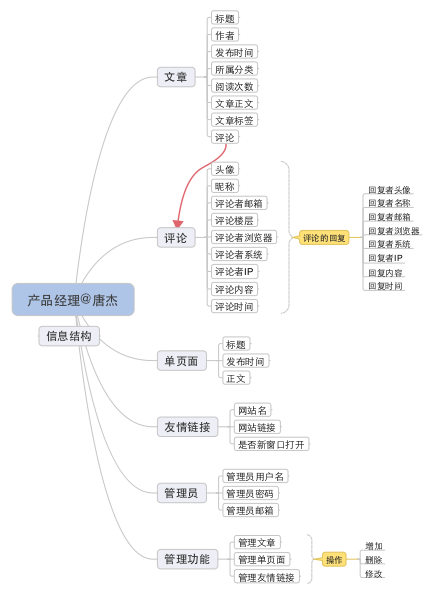 产品经理@唐杰
信息结构
文章
标题
作者
发布时间
所属分类
阅读次数
文章正文
文章标签
评论
评论
头像
昵称
评论者邮箱
评论楼层
评论者浏览器
评论者系统
评论者IP
评论内容
评论时间
评论的回复
回复者头像
回复者名称
回复者邮箱
回复者浏览器
回复者系统
回复者IP
回复内容
回复时间
单页面
标题
发布时间
正文
友情链接
网站名
网站链接
是否新窗口打开
管理员
管理员用户名
管理员密码
管理员邮箱
管理功能
管理文章
管理单页面
管理友情链接
操作
增加
删除
修改